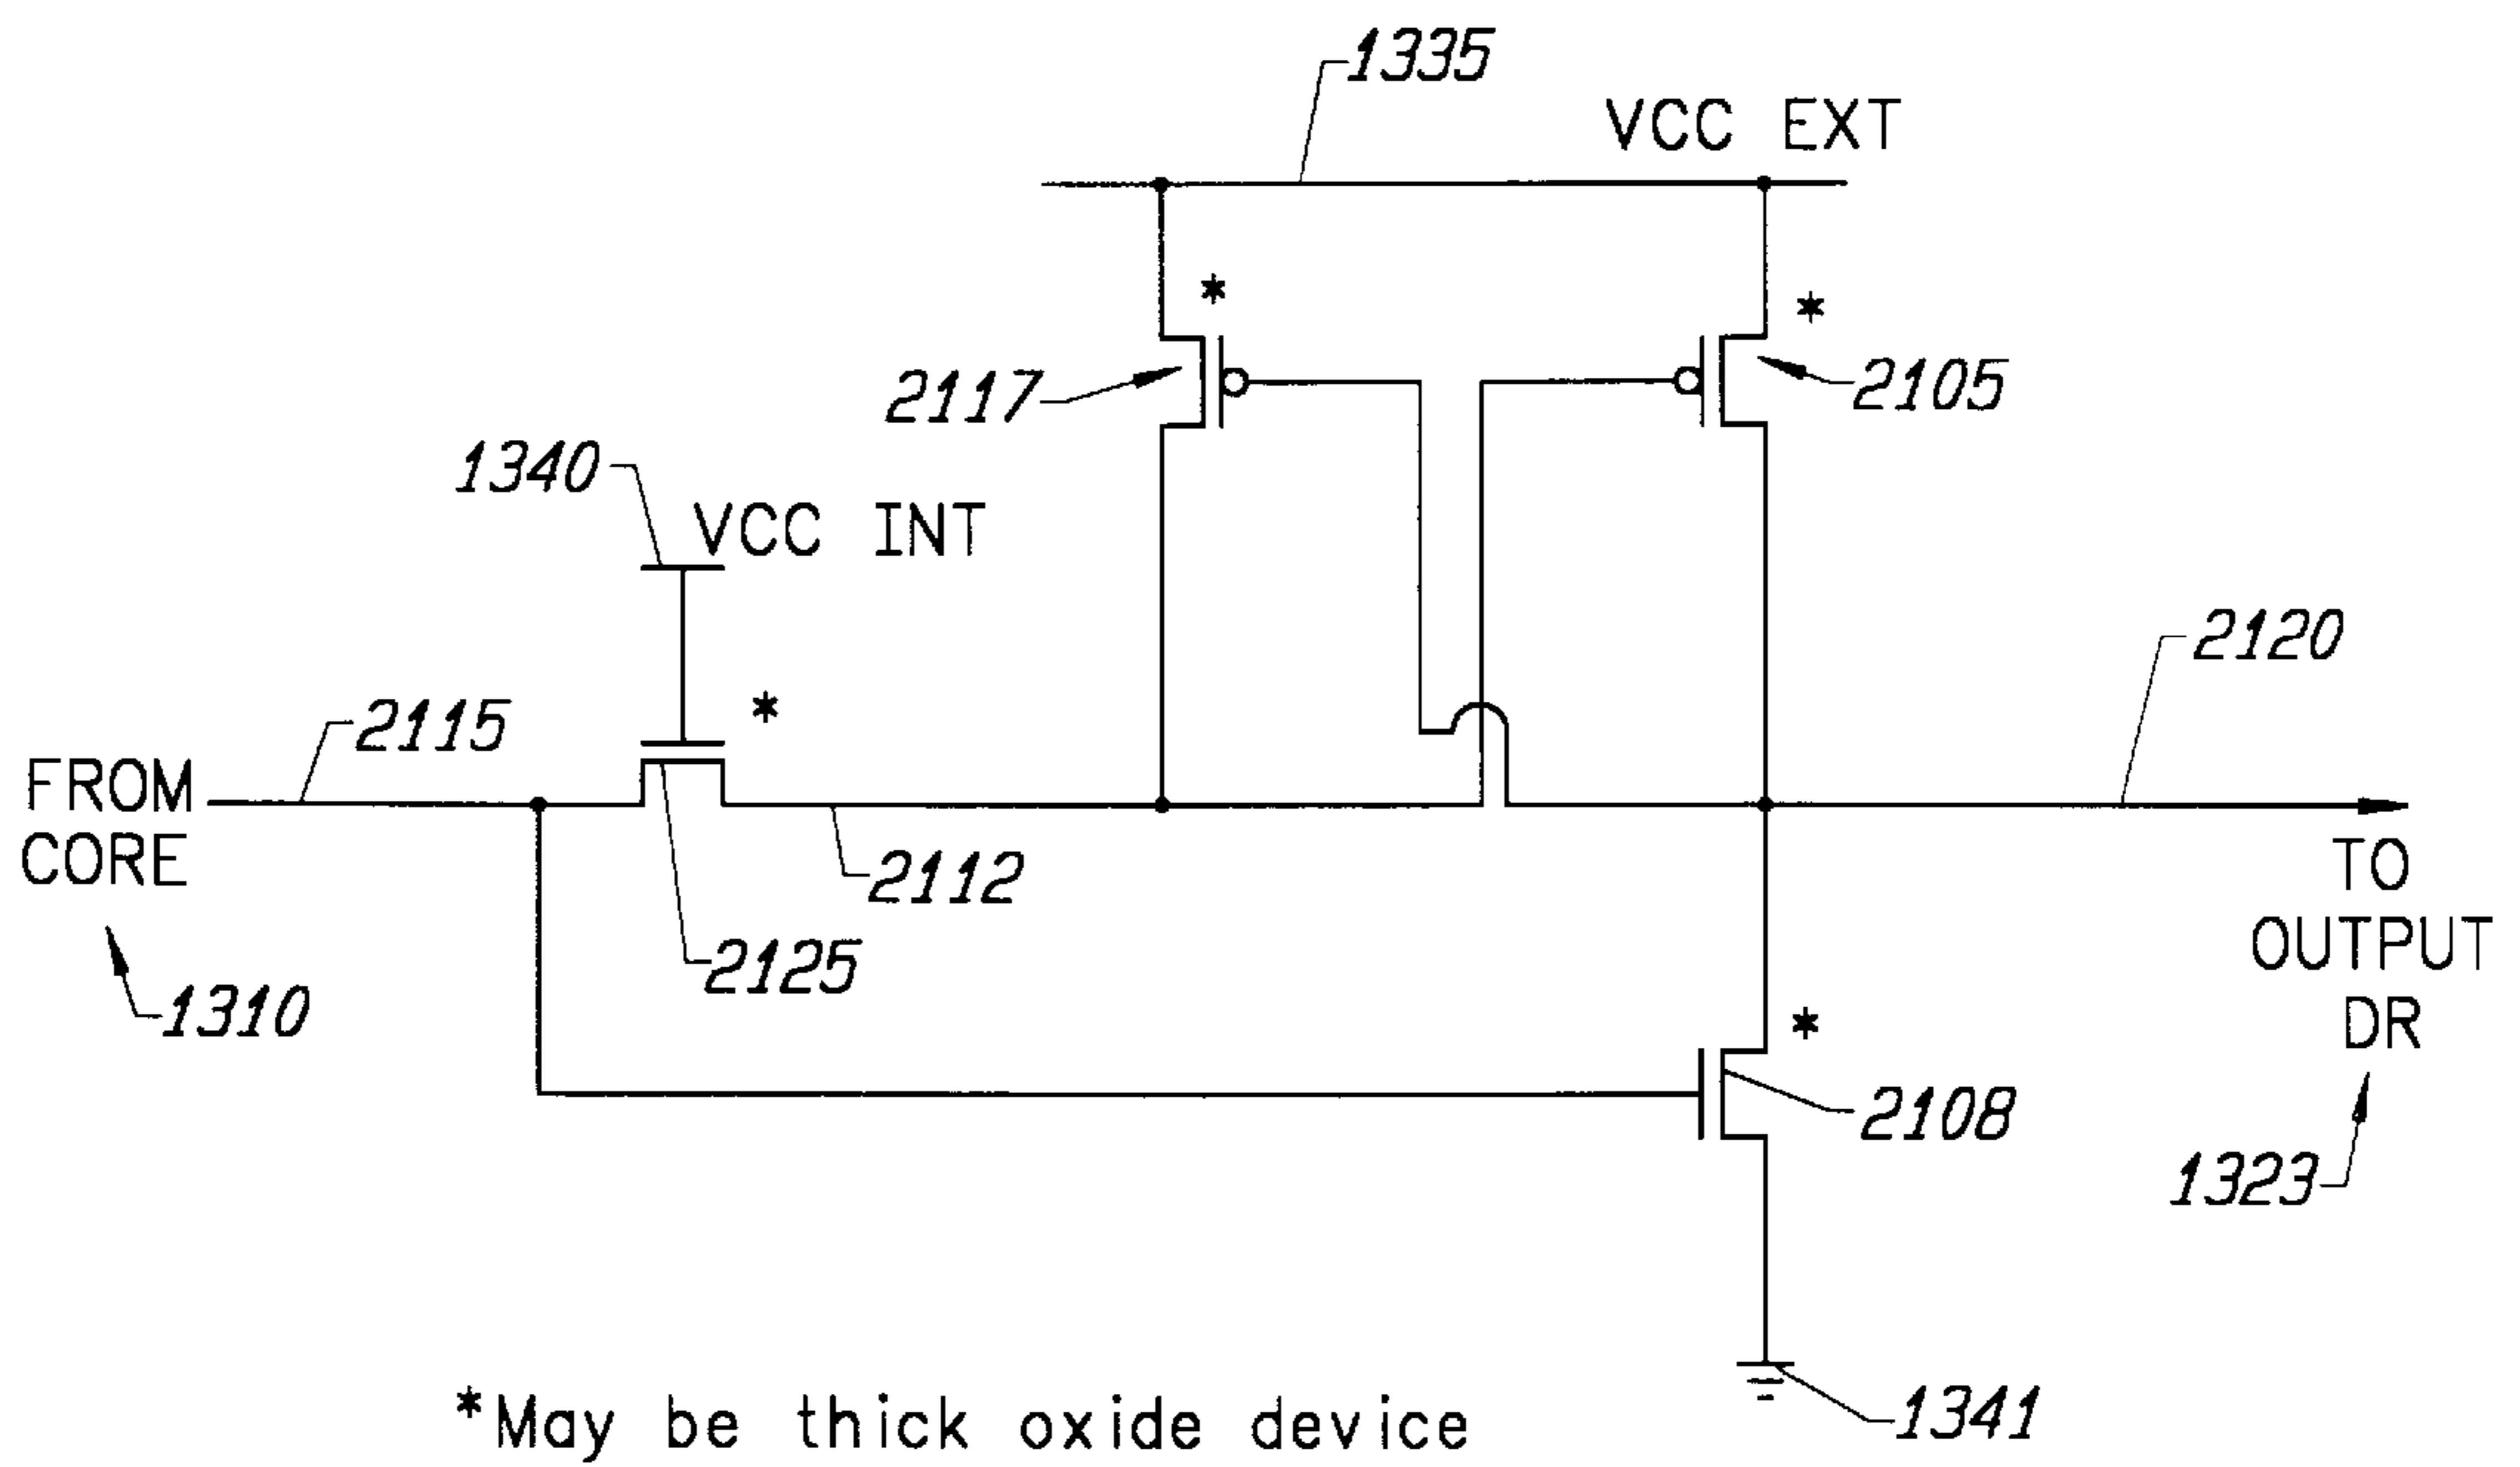 1335
VCC EXT
*
*
2117
2105
1340
VCC INT
2120
*
2115
FROM
CORE
2112
TO
OUTPUT
DR
2125
1310
*
2108
1323
1341
*May be thick oxide device